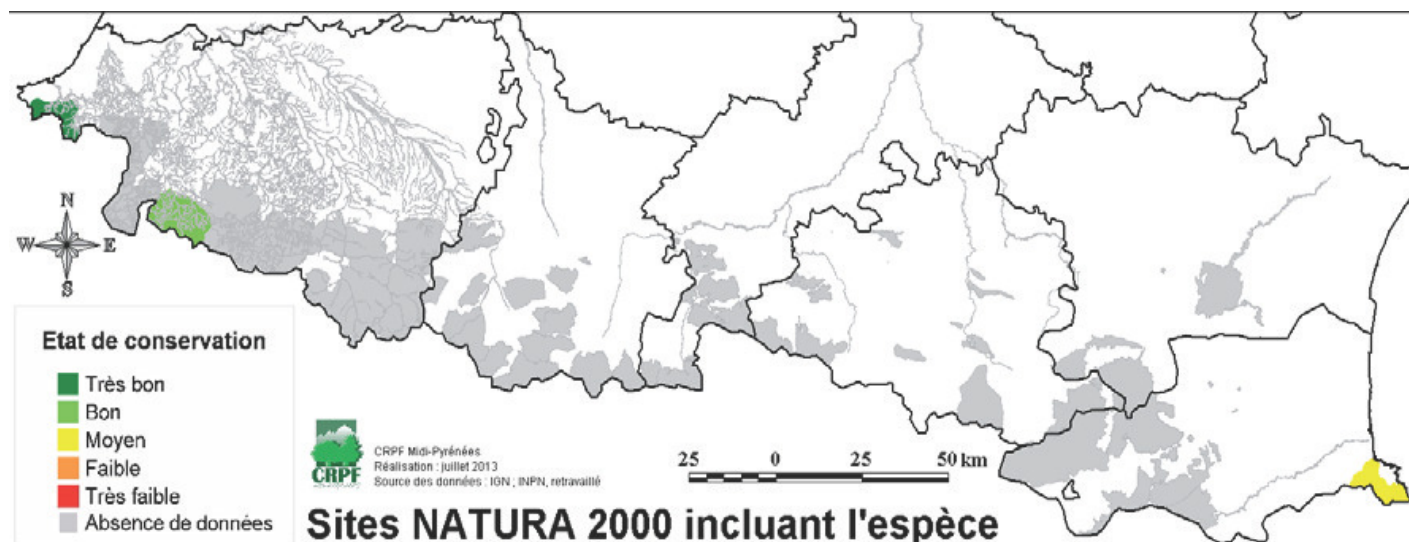 N
W E
S
Etat de conservation
Très bon
Bon
Moyen
Faible
Très faible
Absence de données
CRPF
CRPF Midi-Pyrénées
Réalisation : juillet 2013
Source des données : IGN ; INPN, retravaillé
25 0 25 50 km
Sites NATURA 2000 incluant l'espèce